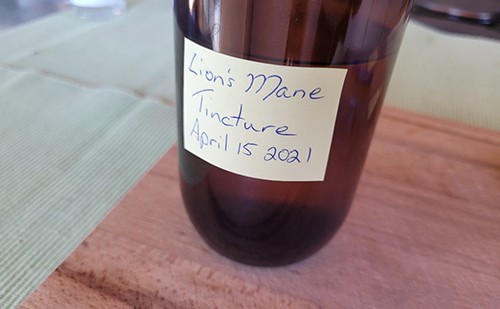 Lion's Mane
Tincture
April 15 2021